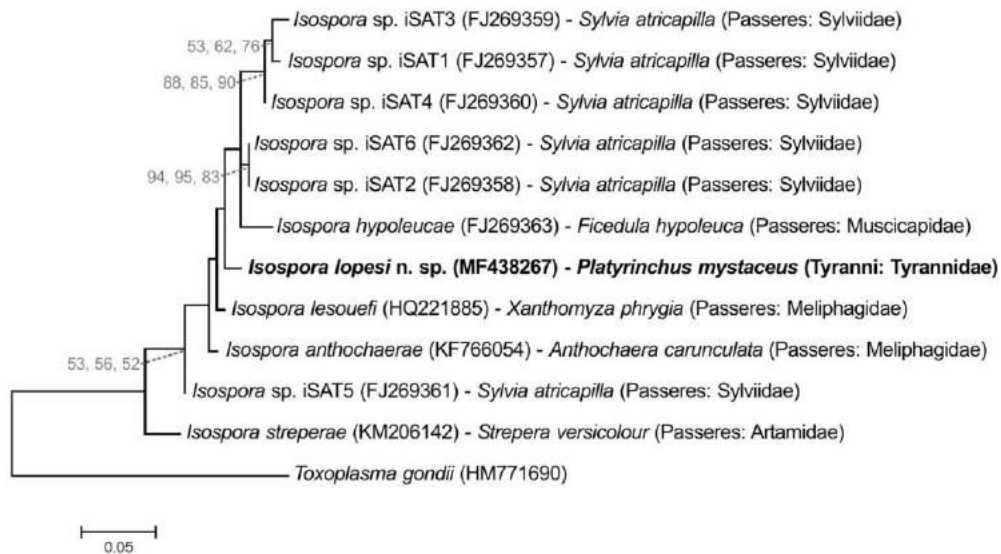 Isospora sp. iSAT3 (FJ269359) - Sylvia atricapilla (Passeres: Sylviidae)
53, 62, 76
Isospora sp. iSAT1 (FJ269357) - Sylvia atricapilla (Passeres: Sylviidae)
88, 85, 90
Isospora sp. iSAT4 (FJ269360) - Sylvia atricapilla (Passeres: Sylviidae)
Isospora sp. iSAT6 (FJ269362) - Sylvia atricapilla (Passeres: Sylviidae)
94, 95, 83
Isospora sp. iSAT2 (FJ269358) - Sylvia atricapilla (Passeres: Sylviidae)
Isospora hypoleucae (FJ269363) - Ficedula hypoleuca (Passeres: Muscicapidae)
Isospora lopesi n. sp. (MF438267) - Platyrinchus mystaceus (Tyranni: Tyrannidae)
Isospora lesouefi (HQ221885) - Xanthomyza phrygia (Passeres: Meliphagidae)
Isospora anthochaerae (KF766054) - Anthochaera carunculata (Passeres: Meliphagidae)
53, 56, 52
Isospora sp. iSAT5 (FJ269361) - Sylvia atricapilla (Passeres: Sylviidae)
Isospora streperae (KM206142) - Strepera versicolour (Passeres: Artamidae)
Toxoplasma gondii (HM771690)
0.05